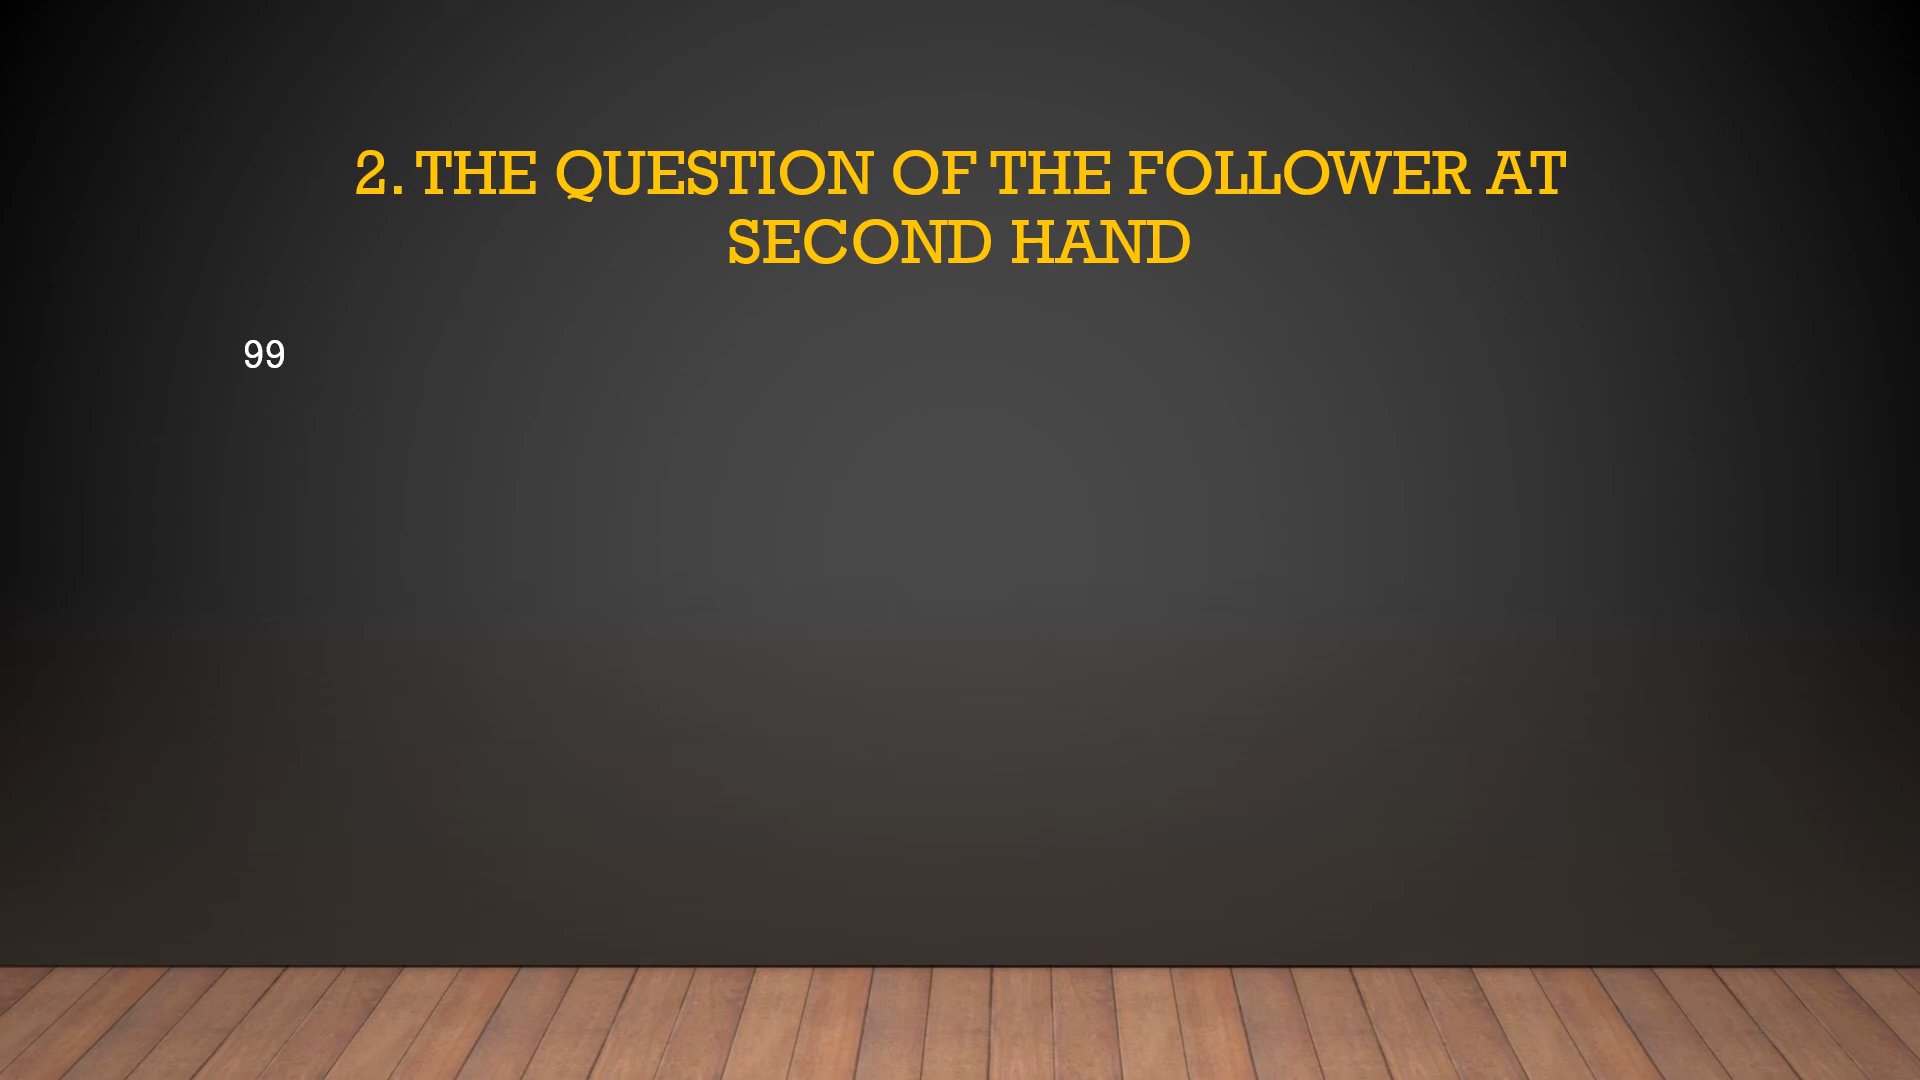 2. THE QUESTION OF THE FOLLOWER AT
SECOND HAND
99